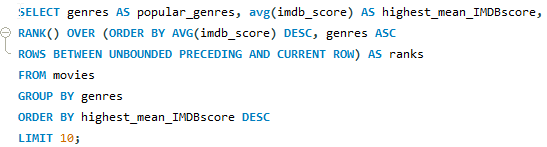 SELECT genres AS popular_genres, avg(imdb_score) AS highest_mean_IMDBscore,
RANK() OVER (ORDER BY AVG(imdb_score) DESC, genres ASC
ROWS BETWEEN UNBOUNDED PRECEDING AND CURRENT ROW) AS ranks
FROM movies
GROUP BY genres
ORDER BY highest_mean_IMDBscore DESC
LIMIT 10;